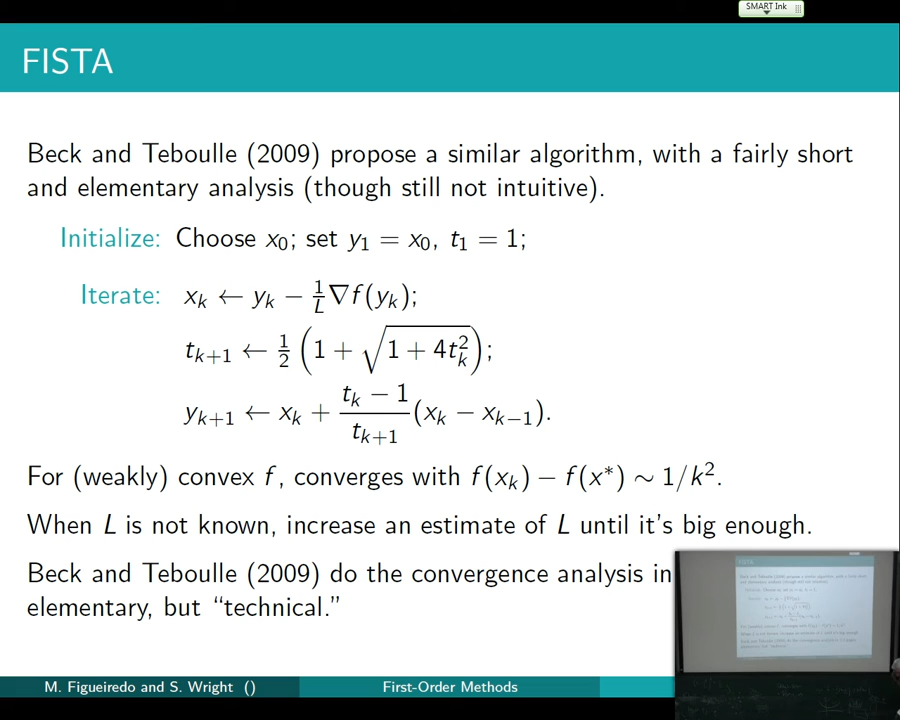 SMART Ink
FISTA
Beck and Teboulle (2009) propose a similar algorithm, with a fairly short
and elementary analysis (though still not intuitive).
Initialize: Choose x₀; set y₁ = x₀, t₁ = 1;
Iterate: xₖ ← yₖ − 1/L ∇f(yₖ);
tₖ₊₁ ← 1/2 (1 + √(1 + 4tₖ²));
yₖ₊₁ ← xₖ + (tₖ − 1)/tₖ₊₁ (xₖ − xₖ₋₁).
For (weakly) convex f, converges with f(xₖ) − f(x*) ∼ 1/k².
When L is not known, increase an estimate of L until it's big enough.
Beck and Teboulle (2009) do the convergence analysis in
elementary, but “technical.”
M. Figueiredo and S. Wright () First-Order Methods
FISTA